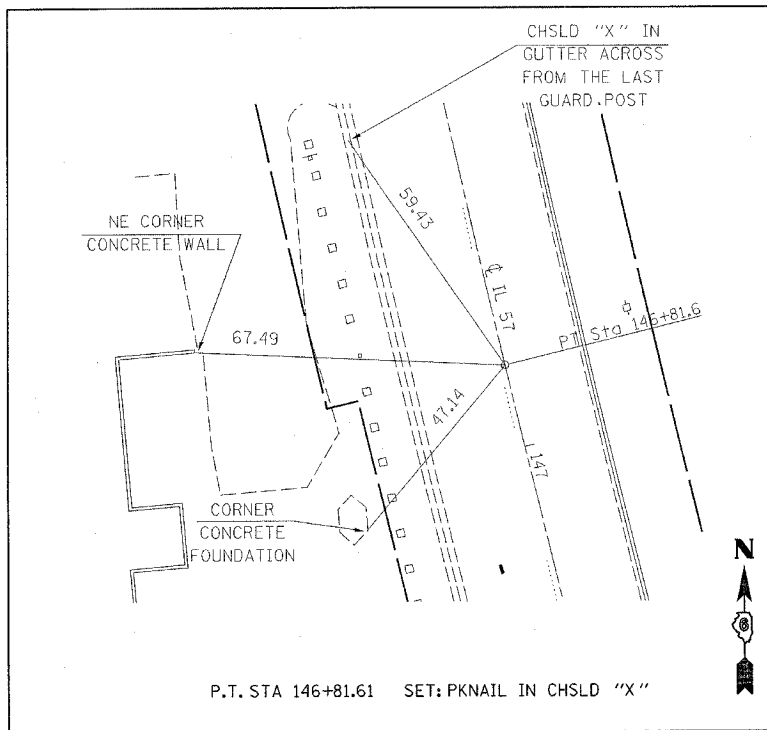 CHSLD "X" IN
GUTTER ACROSS
FROM THE LAST
GUARD.POST
NE CORNER
CONCRETE WALL
59.43
℄ IL 57
67.49
PT Sta 146+81.6
47.14
147
CORNER
CONCRETE
FOUNDATION
N
6
P.T. STA 146+81.61 SET: PKNAIL IN CHSLD "X"